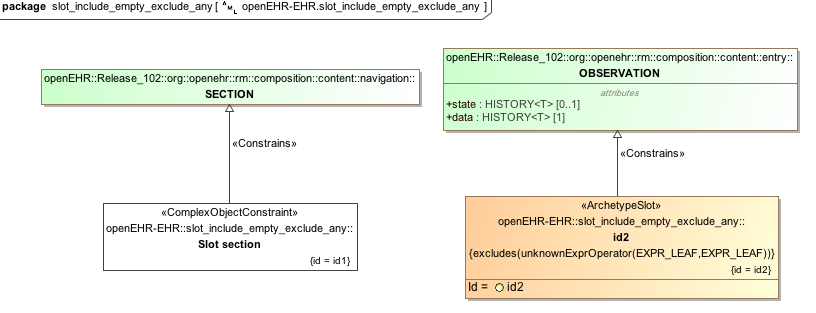 package slot_include_empty_exclude_any [ AML openEHR-EHR.slot_include_empty_exclude_any ]
openEHR::Release_102::org::openehr::rm::composition::content::navigation::
SECTION
«Constrains»
«ComplexObjectConstraint»
openEHR-EHR::slot_include_empty_exclude_any::
Slot section
{id = id1}
openEHR::Release_102::org::openehr::rm::composition::content::entry::
OBSERVATION
attributes
+state : HISTORY<T> [0..1]
+data : HISTORY<T> [1]
«Constrains»
«ArchetypeSlot»
openEHR-EHR::slot_include_empty_exclude_any::
id2
{excludes(unknownExprOperator(EXPR_LEAF,EXPR_LEAF))}
{id = id2}
Id = id2